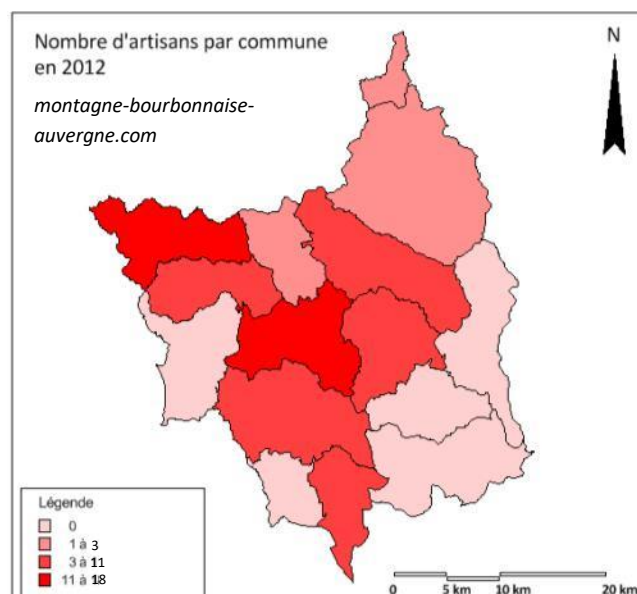 Nombre d'artisans par commune
en 2012
N
montagne-bourbonnaise-
auvergne.com
Légende
0
1 à 3
3 à 11
11 à 18
0 5 km 10 km 20 km